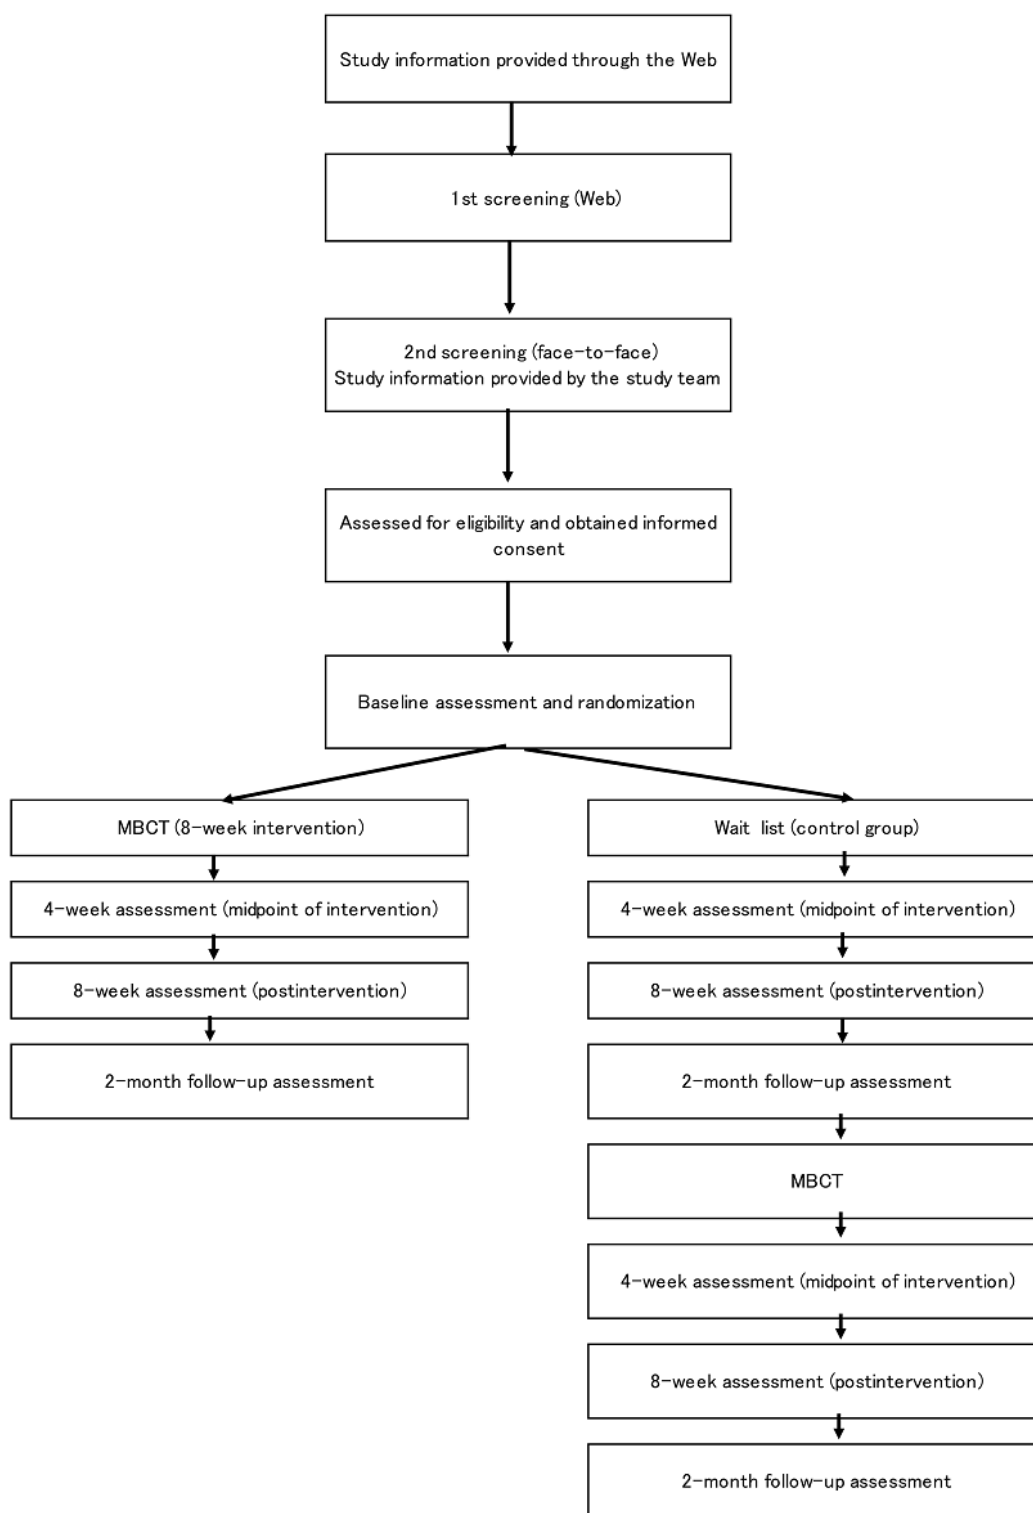 Study information provided through the Web
1st screening (Web)
2nd screening (face-to-face)
Study information provided by the study team
Assessed for eligibility and obtained informed
consent
Baseline assessment and randomization
MBCT (8-week intervention)
4-week assessment (midpoint of intervention)
8-week assessment (postintervention)
2-month follow-up assessment
Wait list (control group)
4-week assessment (midpoint of intervention)
8-week assessment (postintervention)
2-month follow-up assessment
MBCT
4-week assessment (midpoint of intervention)
8-week assessment (postintervention)
2-month follow-up assessment